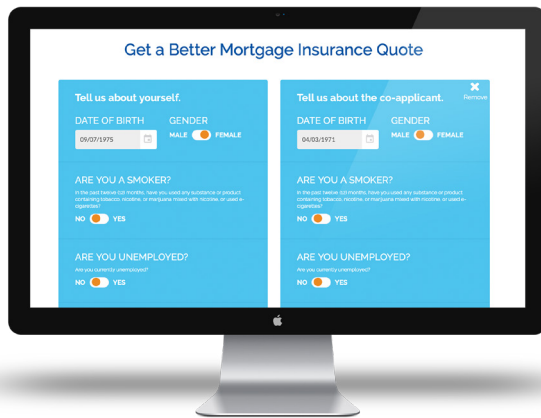 Get a Better Mortgage Insurance Quote
Tell us about yourself.
DATE OF BIRTH GENDER
09/07/1975 MALE FEMALE
ARE YOU A SMOKER?
In the past twelve (12) months, have you used any substance or product
containing tobacco, nicotine, or marijuana mixed with nicotine, or used e-
cigarettes?
NO YES
ARE YOU UNEMPLOYED?
Are you currently unemployed?
NO YES
Tell us about the co-applicant.
Remove
DATE OF BIRTH GENDER
04/03/1971 MALE FEMALE
ARE YOU A SMOKER?
In the past twelve (12) months, have you used any substance or product
containing tobacco, nicotine, or marijuana mixed with nicotine, or used e-
cigarettes?
NO YES
ARE YOU UNEMPLOYED?
Are you currently unemployed?
NO YES